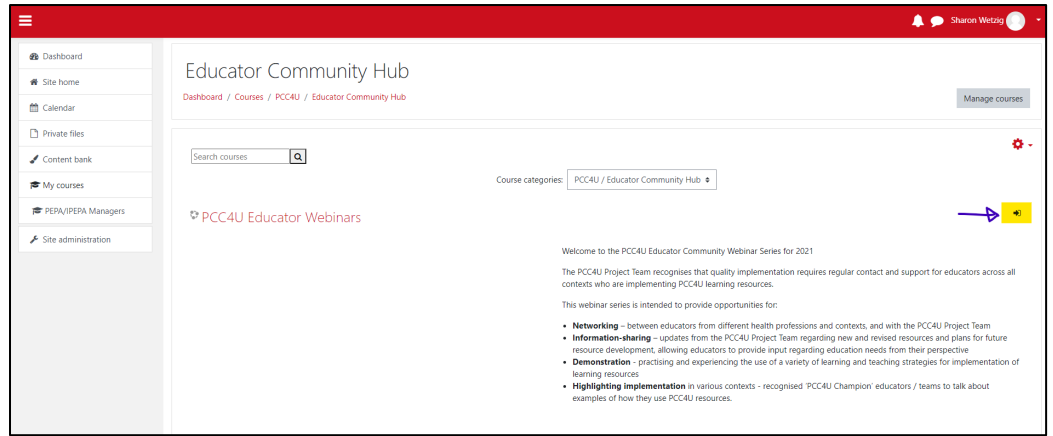 Sharon Wetzig
Dashboard
Site home
Calendar
Private files
Content bank
My courses
PEPA/IPEPA Managers
Site administration
Educator Community Hub
Dashboard / Courses / PCC4U / Educator Community Hub
Manage courses
Search courses
Course categories: PCC4U / Educator Community Hub
PCC4U Educator Webinars
Welcome to the PCC4U Educator Community Webinar Series for 2021
The PCC4U Project Team recognises that quality implementation requires regular contact and support for educators across all
contexts who are implementing PCC4U learning resources.
This webinar series is intended to provide opportunities for:
• Networking – between educators from different health professions and contexts, and with the PCC4U Project Team
• Information-sharing – updates from the PCC4U Project Team regarding new and revised resources and plans for future
resource development, allowing educators to provide input regarding education needs from their perspective
• Demonstration - practising and experiencing the use of a variety of learning and teaching strategies for implementation of
learning resources
• Highlighting implementation in various contexts - recognised 'PCC4U Champion' educators / teams to talk about
examples of how they use PCC4U resources.